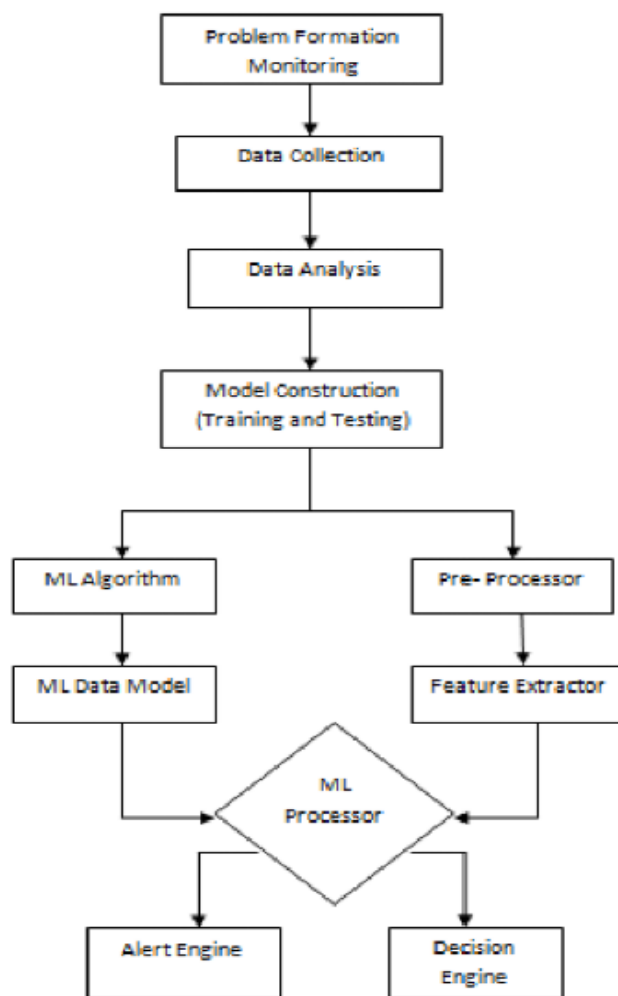 Problem Formation
Monitoring
Data Collection
Data Analysis
Model Construction
(Training and Testing)
ML Algorithm
Pre- Processor
ML Data Model
Feature Extractor
ML
Processor
Alert Engine
Decision
Engine